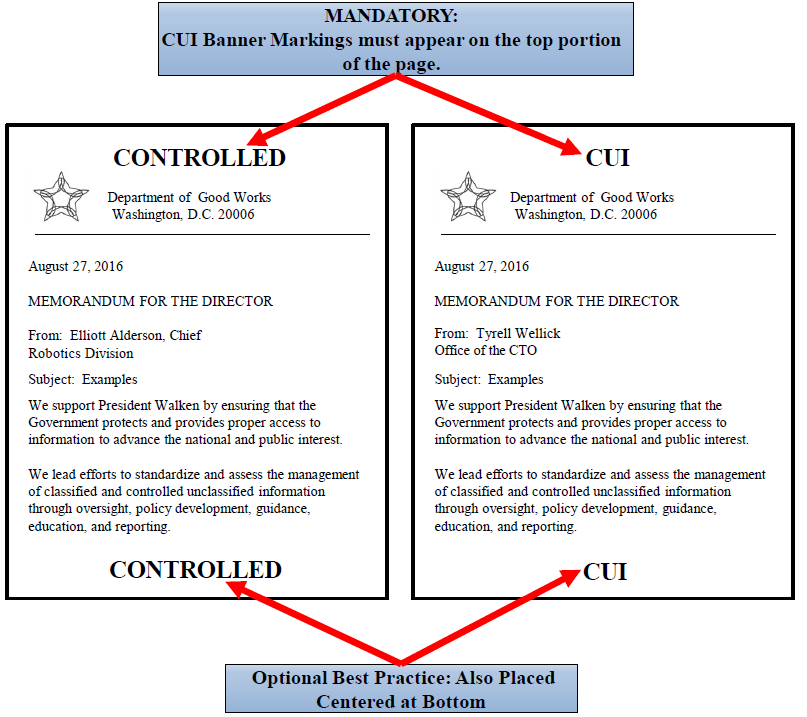 MANDATORY:
CUI Banner Markings must appear on the top portion
of the page.
CONTROLLED
Department of Good Works
Washington, D.C. 20006
August 27, 2016
MEMORANDUM FOR THE DIRECTOR
From: Elliott Alderson, Chief
Robotics Division
Subject: Examples
We support President Walken by ensuring that the
Government protects and provides proper access to
information to advance the national and public interest.
We lead efforts to standardize and assess the management
of classified and controlled unclassified information
through oversight, policy development, guidance,
education, and reporting.
CONTROLLED
CUI
Department of Good Works
Washington, D.C. 20006
August 27, 2016
MEMORANDUM FOR THE DIRECTOR
From: Tyrell Wellick
Office of the CTO
Subject: Examples
We support President Walken by ensuring that the
Government protects and provides proper access to
information to advance the national and public interest.
We lead efforts to standardize and assess the management
of classified and controlled unclassified information
through oversight, policy development, guidance,
education, and reporting.
CUI
Optional Best Practice: Also Placed
Centered at Bottom